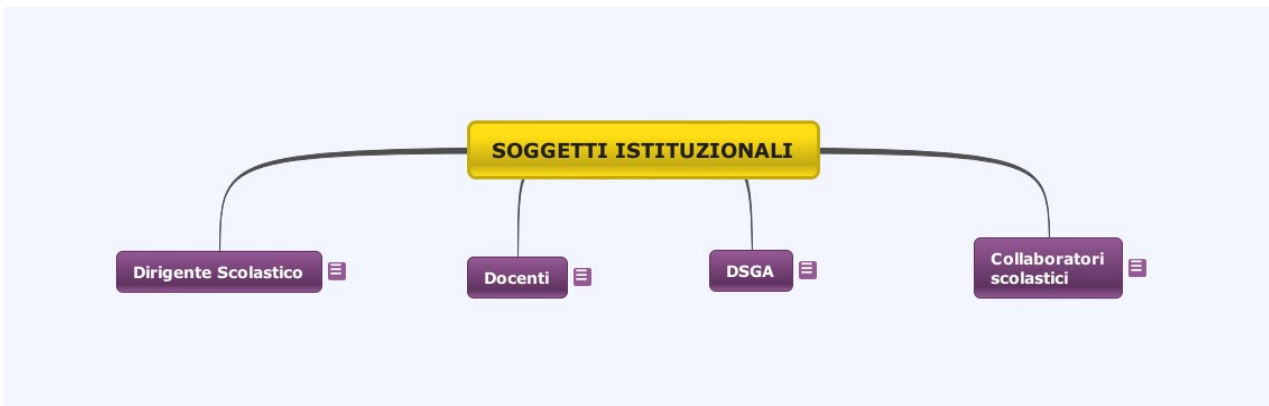 SOGGETTI ISTITUZIONALI
Dirigente Scolastico
Docenti
DSGA
Collaboratori
scolastici